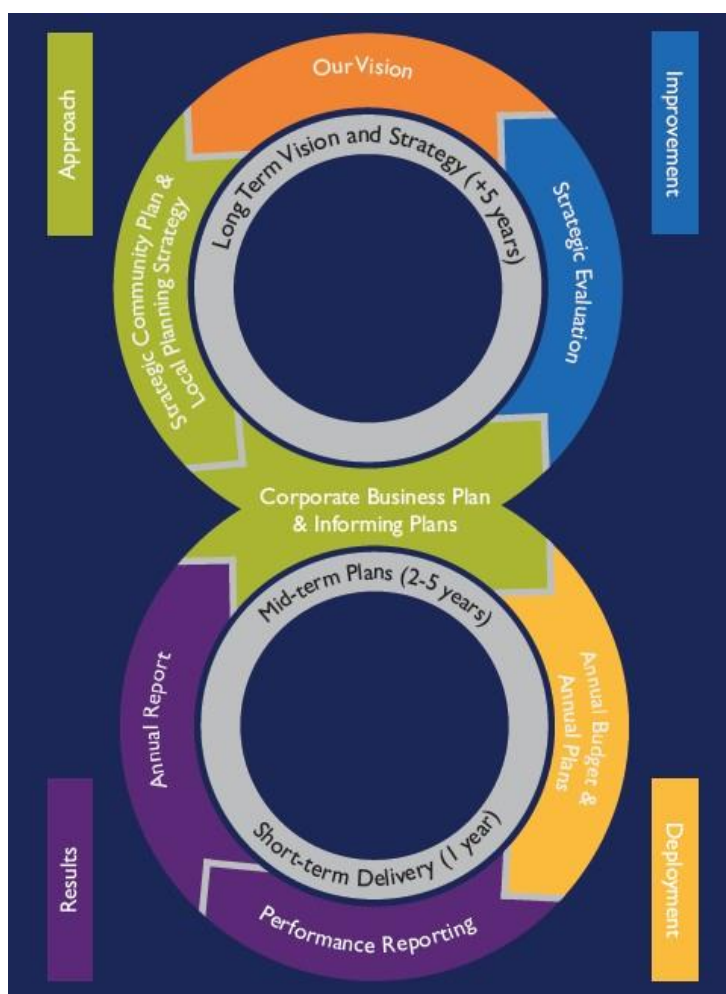 Approach
Improvement
Our Vision
Long Term Vision and Strategy (+5 years)
Strategic Community Plan &
Local Planning Strategy
Strategic Evaluation
Corporate Business Plan
& Informing Plans
Mid-term Plans (2-5 years)
Annual Report
Annual Budget &
Annual Plans
Short-term Delivery (1 year)
Performance Reporting
Results
Deployment